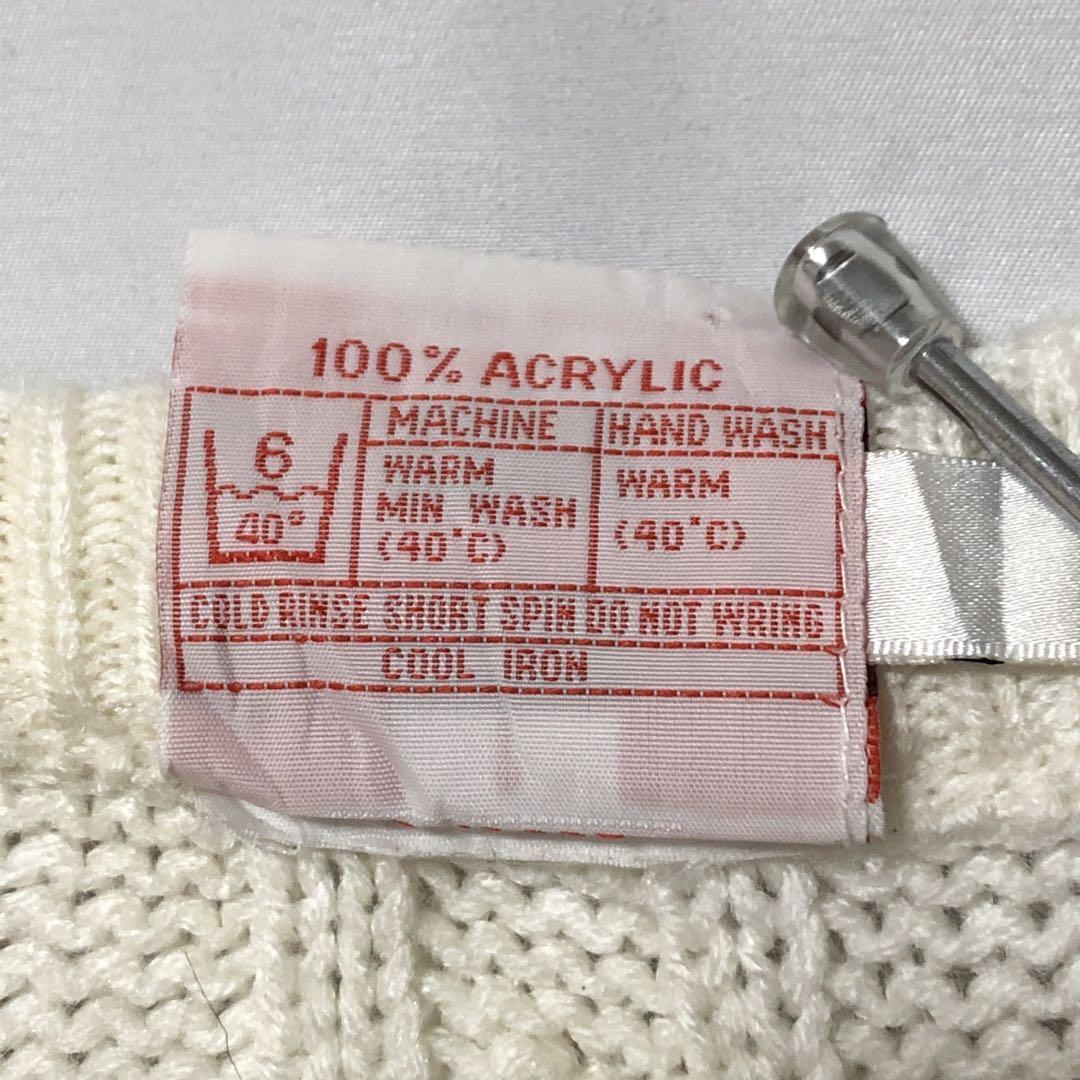 100% ACRYLIC
6
40°
MACHINE
WARM
MIN WASH
(40°C)
HAND WASH
WARM
(40°C)
COLD RINSE SHORT SPIN DO NOT WRING
COOL IRON